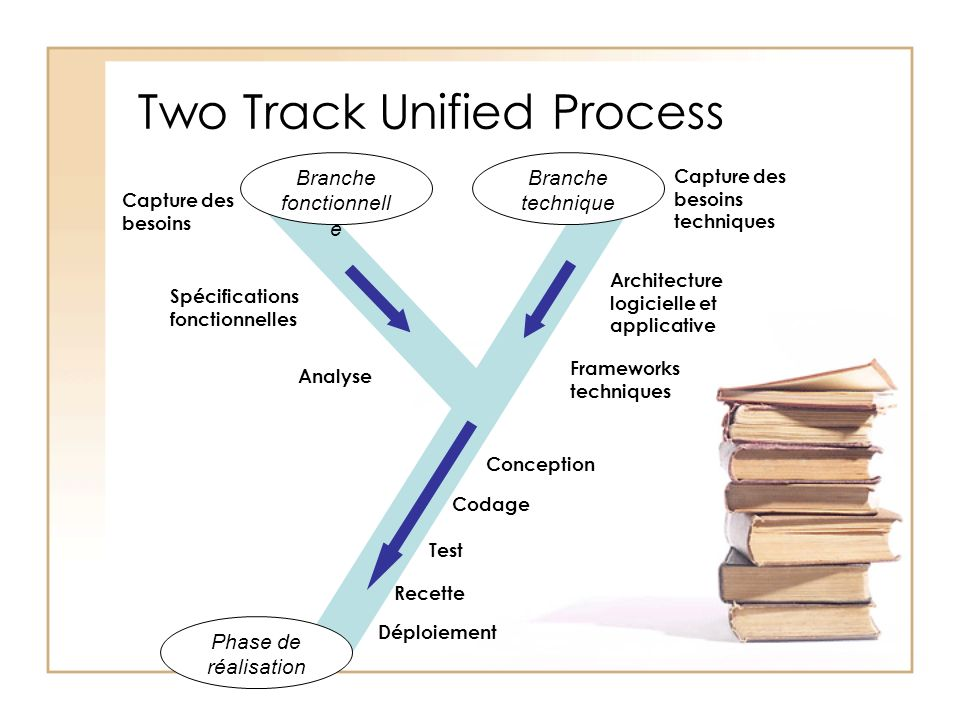 Two Track Unified Process
Branche
fonctionnell
e
Branche
technique
Capture des
besoins
Capture des
besoins
techniques
Spécifications
fonctionnelles
Architecture
logicielle et
applicative
Analyse
Frameworks
techniques
Conception
Codage
Test
Recette
Déploiement
Phase de
réalisation